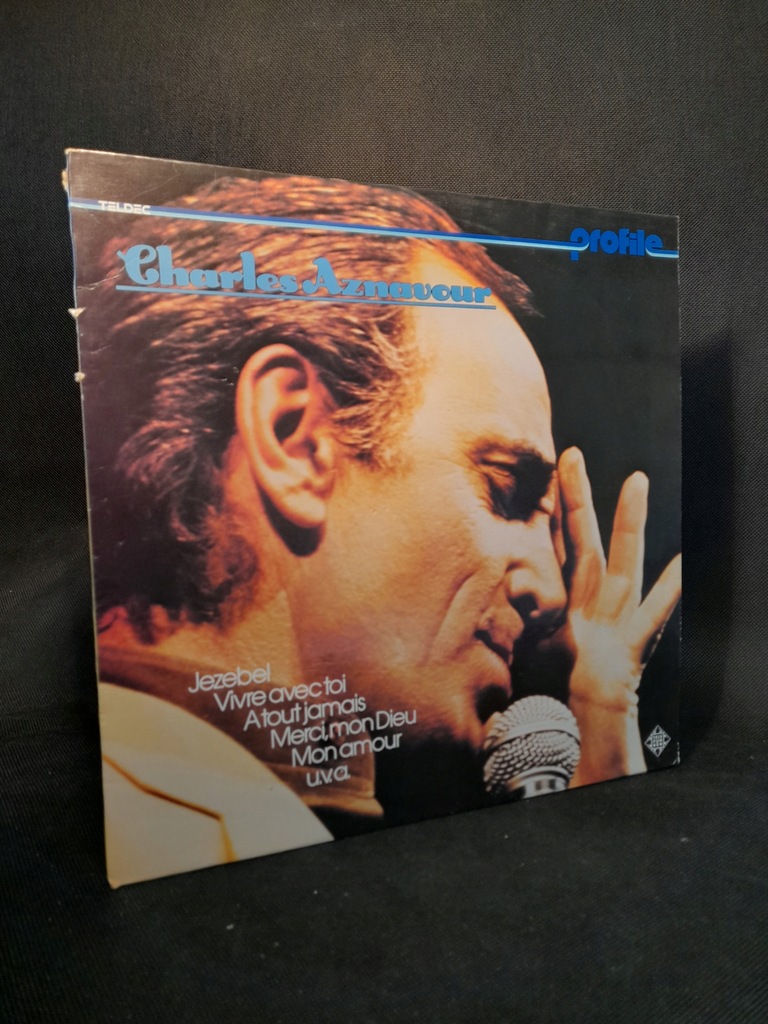 TELDEC
profile
Charles Aznavour
Jezebel
Vivre avec toi
A tout jamais
Merci, mon Dieu
Mon amour
u.v.a.